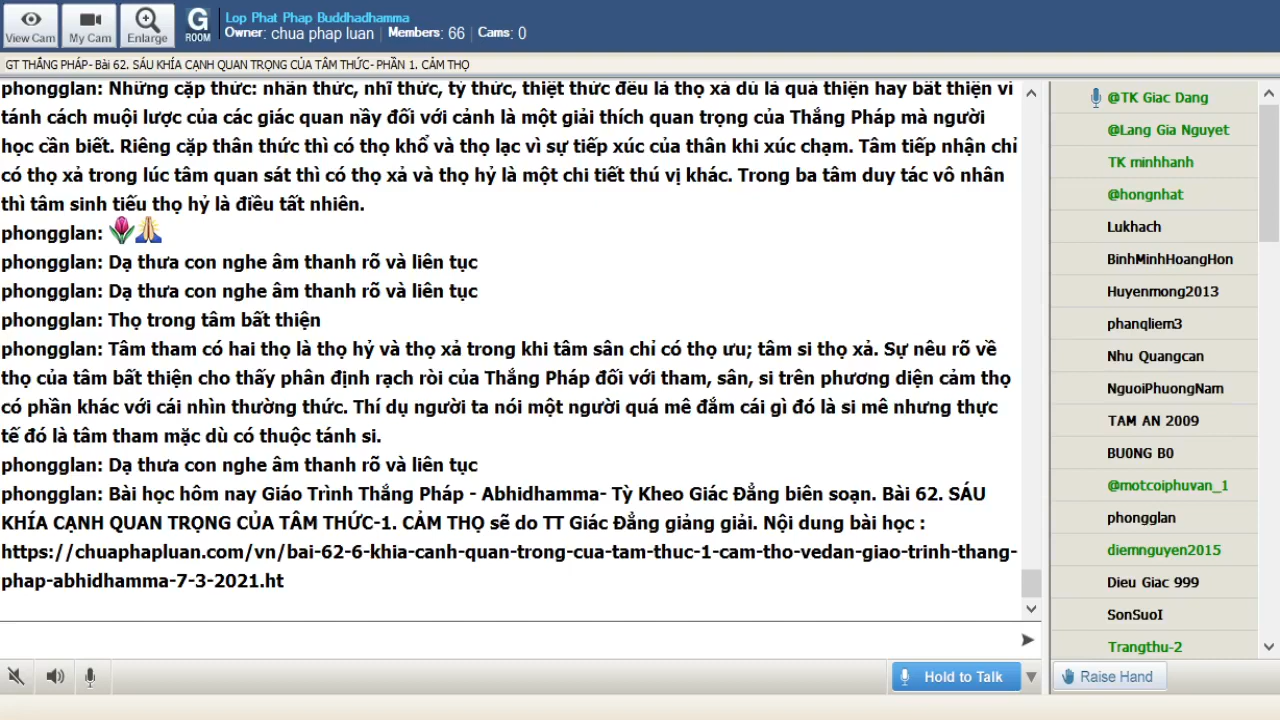 Lop Phat Phap Buddhadhamma
Owner: chua phap luan Members: 66 Cams: 0
View Cam
My Cam
Enlarge
G ROOM
GT THẮNG PHÁP- Bài 62. SÁU KHÍA CẠNH QUAN TRỌNG CỦA TÂM THỨC- PHẦN 1. CẢM THỌ
phongglan: Những cặp thức: nhãn thức, nhĩ thức, tỷ thức, thiệt thức đều là thọ xả dù là quả thiện hay bất thiện vì
tánh cách muội lược của các giác quan nầy đối với cảnh là một giải thích quan trọng của Thắng Pháp mà người
học cần biết. Riêng cặp thân thức thì có thọ khổ và thọ lạc vì sự tiếp xúc của thân khi xúc chạm. Tâm tiếp nhận chỉ
có thọ xả trong lúc tâm quan sát thì có thọ xả và thọ hỷ là một chi tiết thú vị khác. Trong ba tâm duy tác vô nhân
thì tâm sinh tiếu thọ hỷ là điều tất nhiên.
phongglan: 🌷🙏
phongglan: Dạ thưa con nghe âm thanh rõ và liên tục
phongglan: Dạ thưa con nghe âm thanh rõ và liên tục
phongglan: Thọ trong tâm bất thiện
phongglan: Tâm tham có hai thọ là thọ hỷ và thọ xả trong khi tâm sân chỉ có thọ ưu; tâm si thọ xả. Sự nêu rõ về
thọ của tâm bất thiện cho thấy phân định rạch ròi của Thắng Pháp đối với tham, sân, si trên phương diện cảm thọ
có phần khác với cái nhìn thường thức. Thí dụ người ta nói một người quá mê đắm cái gì đó là si mê nhưng thực
tế đó là tâm tham mặc dù có thuộc tánh si.
phongglan: Dạ thưa con nghe âm thanh rõ và liên tục
phongglan: Bài học hôm nay Giáo Trình Thắng Pháp - Abhidhamma- Tỳ Kheo Giác Đẳng biên soạn. Bài 62. SÁU
KHÍA CẠNH QUAN TRỌNG CỦA TÂM THỨC-1. CẢM THỌ sẽ do TT Giác Đẳng giảng giải. Nội dung bài học :
https://chuaphapluan.com/vn/bai-62-6-khia-canh-quan-trong-cua-tam-thuc-1-cam-tho-vedan-giao-trinh-thang-
phap-abhidhamma-7-3-2021.ht
@TK Giac Dang
@Lang Gia Nguyet
TK minhhanh
@hongnhat
Lukhach
BinhMinhHoangHon
Huyenmong2013
phanqliem3
Nhu Quangcan
NguoiPhuongNam
TAM AN 2009
BU0NG B0
@motcoiphuvan_1
phongglan
diemnguyen2015
Dieu Giac 999
SonSuoI
Trangthu-2
Hold to Talk
Raise Hand